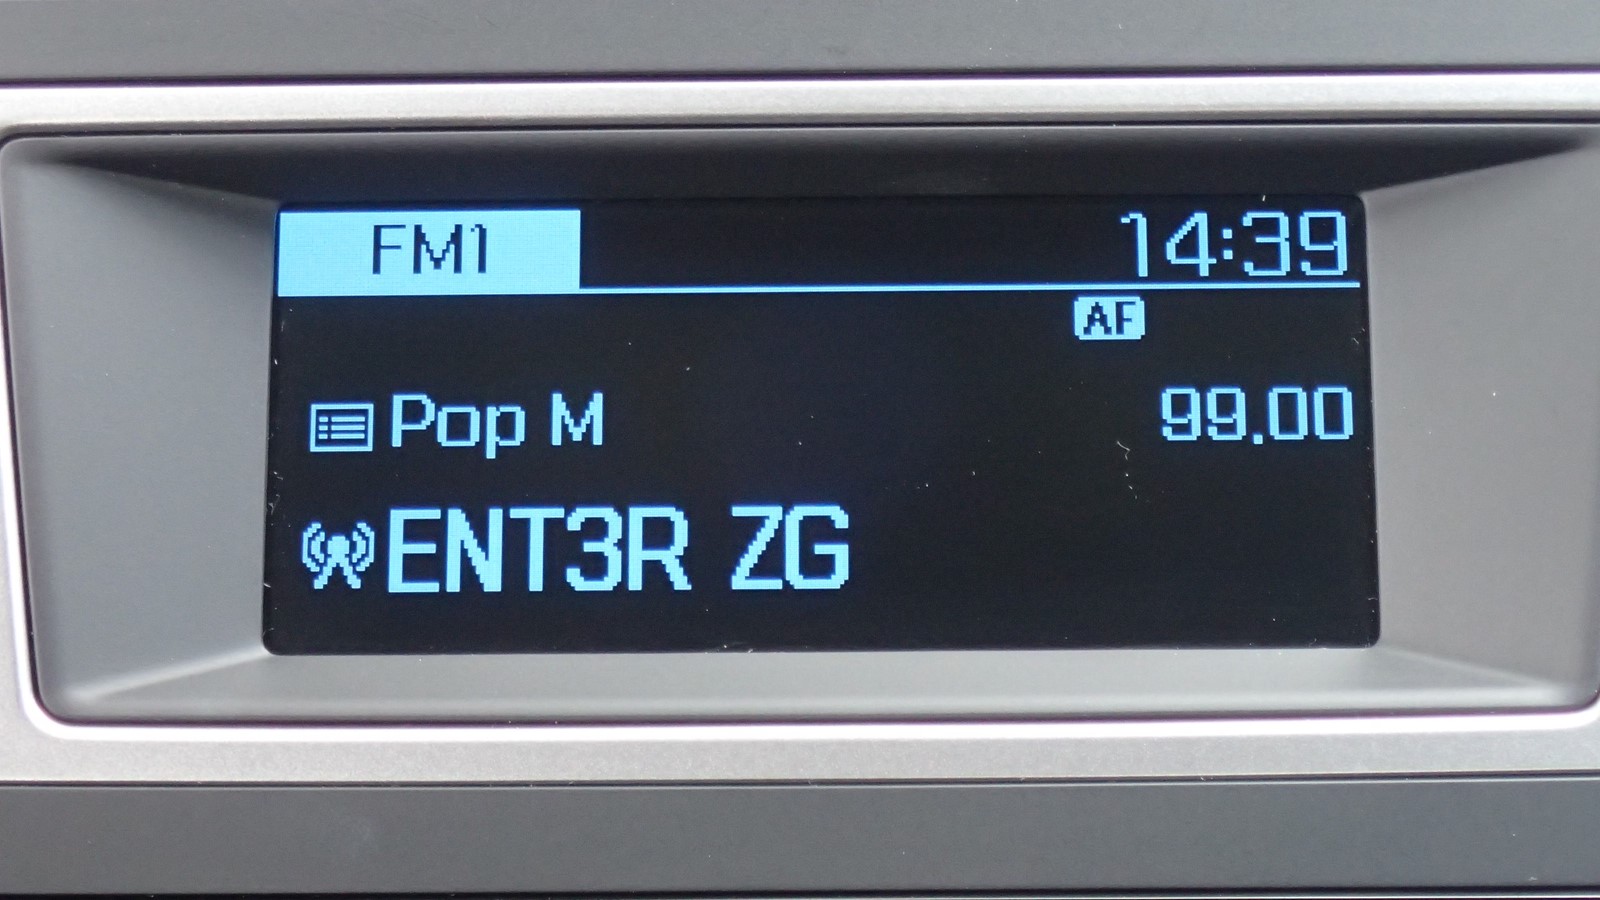 FM1 14:39
AF
Pop M 99.00
ENT3R ZG